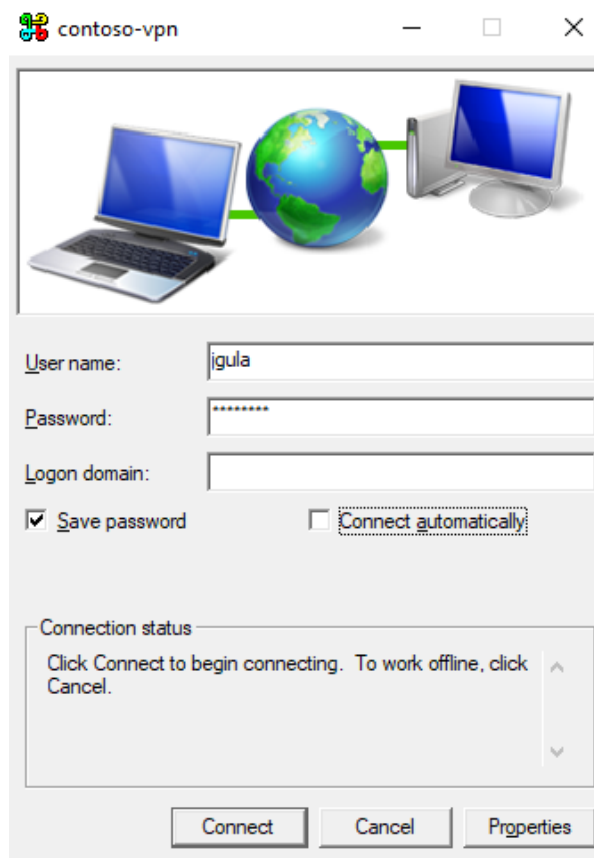 contoso-vpn
User name: jgula
Password: ********
Logon domain:
Save password Connect automatically
Connection status
Click Connect to begin connecting. To work offline, click
Cancel.
Connect Cancel Properties